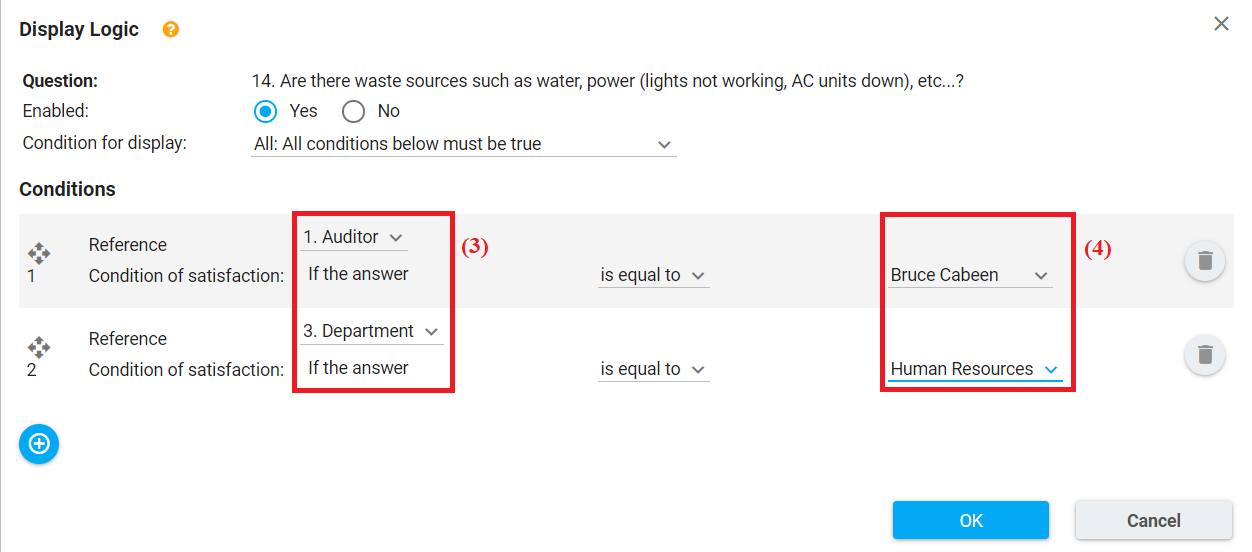 Display Logic ?
Question: 14. Are there waste sources such as water, power (lights not working, AC units down), etc...?
Enabled: Yes No
Condition for display: All: All conditions below must be true
Conditions
Reference 1. Auditor (3) (4)
1 Condition of satisfaction: If the answer is equal to Bruce Cabeen
Reference 3. Department
2 Condition of satisfaction: If the answer is equal to Human Resources
OK Cancel